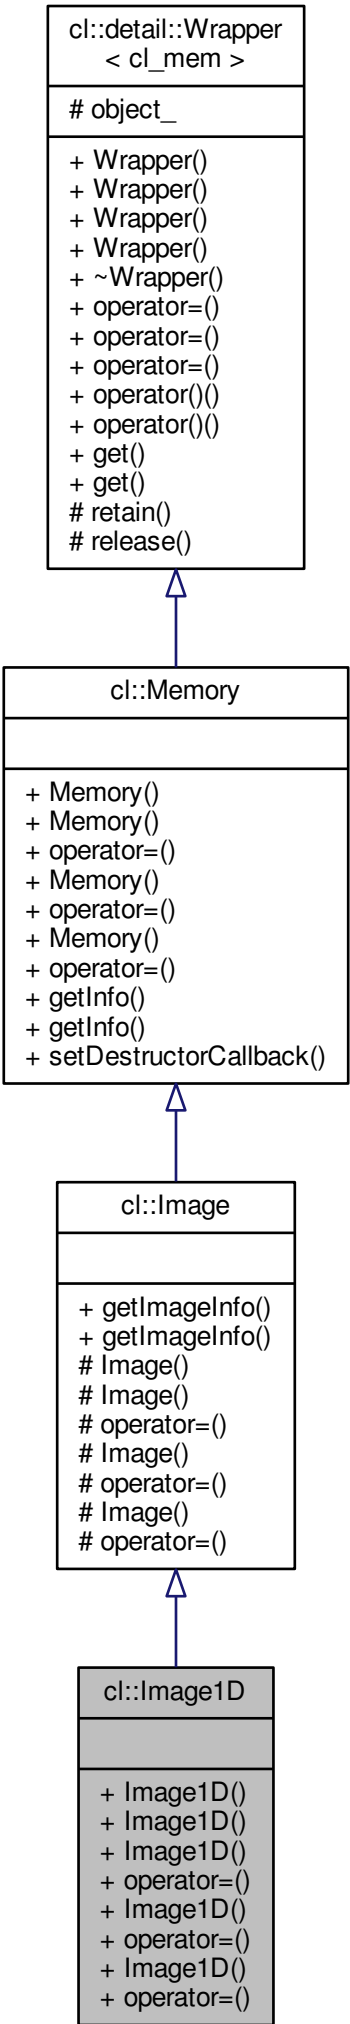 cl::detail::Wrapper
< cl_mem >
# object_
+ Wrapper()
+ Wrapper()
+ Wrapper()
+ Wrapper()
+ ~Wrapper()
+ operator=()
+ operator=()
+ operator=()
+ operator()()
+ operator()()
+ get()
+ get()
# retain()
# release()
cl::Memory
+ Memory()
+ Memory()
+ operator=()
+ Memory()
+ operator=()
+ Memory()
+ operator=()
+ getInfo()
+ getInfo()
+ setDestructorCallback()
cl::Image
+ getImageInfo()
+ getImageInfo()
# Image()
# Image()
# operator=()
# Image()
# operator=()
# Image()
# operator=()
cl::Image1D
+ Image1D()
+ Image1D()
+ Image1D()
+ operator=()
+ Image1D()
+ operator=()
+ Image1D()
+ operator=()